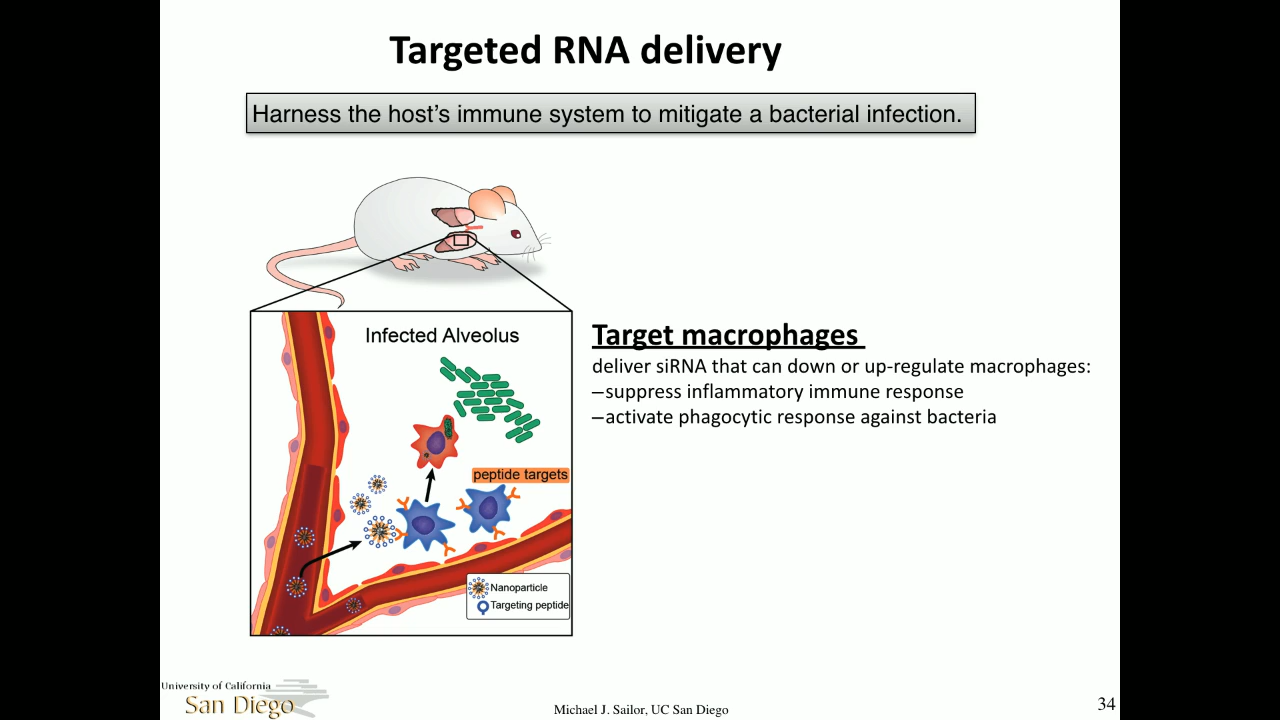 Targeted RNA delivery
Harness the host's immune system to mitigate a bacterial infection.
Infected Alveolus
peptide targets
Nanoparticle
Targeting peptide
Target macrophages
deliver siRNA that can down or up-regulate macrophages:
–suppress inflammatory immune response
–activate phagocytic response against bacteria
University of California
San Diego
Michael J. Sailor, UC San Diego
34